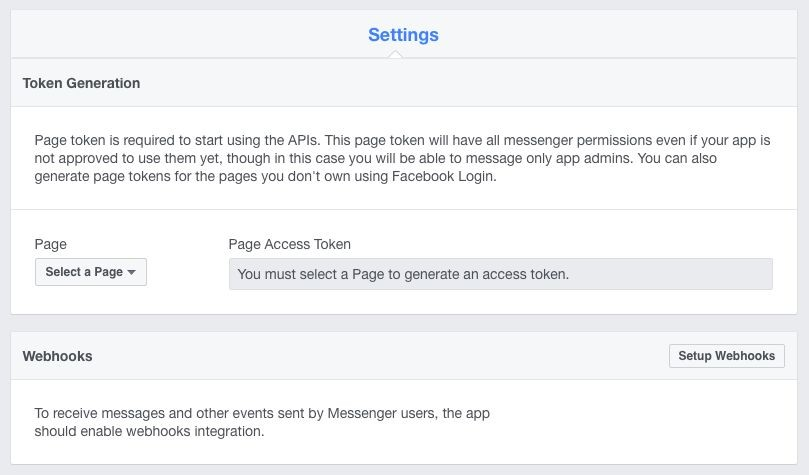 Settings
Token Generation
Page token is required to start using the APIs. This page token will have all messenger permissions even if your app is
not approved to use them yet, though in this case you will be able to message only app admins. You can also
generate page tokens for the pages you don't own using Facebook Login.
Page
Page Access Token
Select a Page
You must select a Page to generate an access token.
Webhooks
Setup Webhooks
To receive messages and other events sent by Messenger users, the app
should enable webhooks integration.